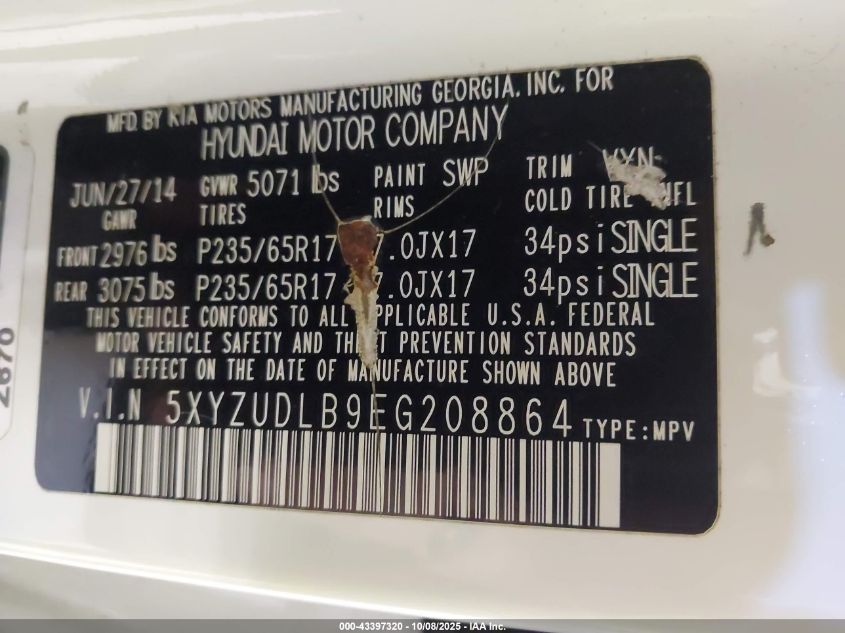 MFD. BY KIA MOTORS MANUFACTURING GEORGIA, INC. FOR
HYUNDAI MOTOR COMPANY
JUN/27/14 GVWR 5071 lbs PAINT SWP TRIM
GAWR TIRES RIMS COLD TIRE
FRONT 2976 lbs P235/65R17 7.0JX17 34psi SINGLE
REAR 3075 lbs P235/65R17 7.0JX17 34psi SINGLE
THIS VEHICLE CONFORMS TO ALL APPLICABLE U.S.A. FEDERAL
MOTOR VEHICLE SAFETY AND THEFT PREVENTION STANDARDS
IN EFFECT ON THE DATE OF MANUFACTURE SHOWN ABOVE
V.I.N 5XYZUDLB9EG208864 TYPE:MPV
2870
000-43397320 - 10/08/2025 - IAA Inc.